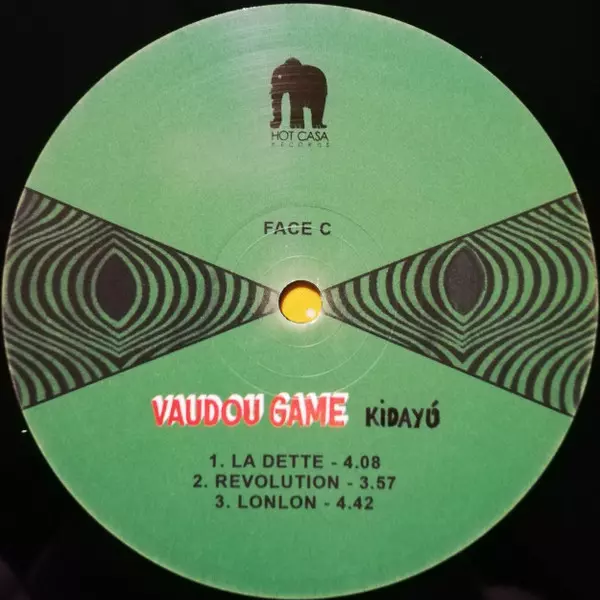 HOT CASA
RECORDS
FACE C
VAUDOU GAME KiDAYÚ
1. LA DETTE - 4.08
2. REVOLUTION - 3.57
3. LONLON - 4.42